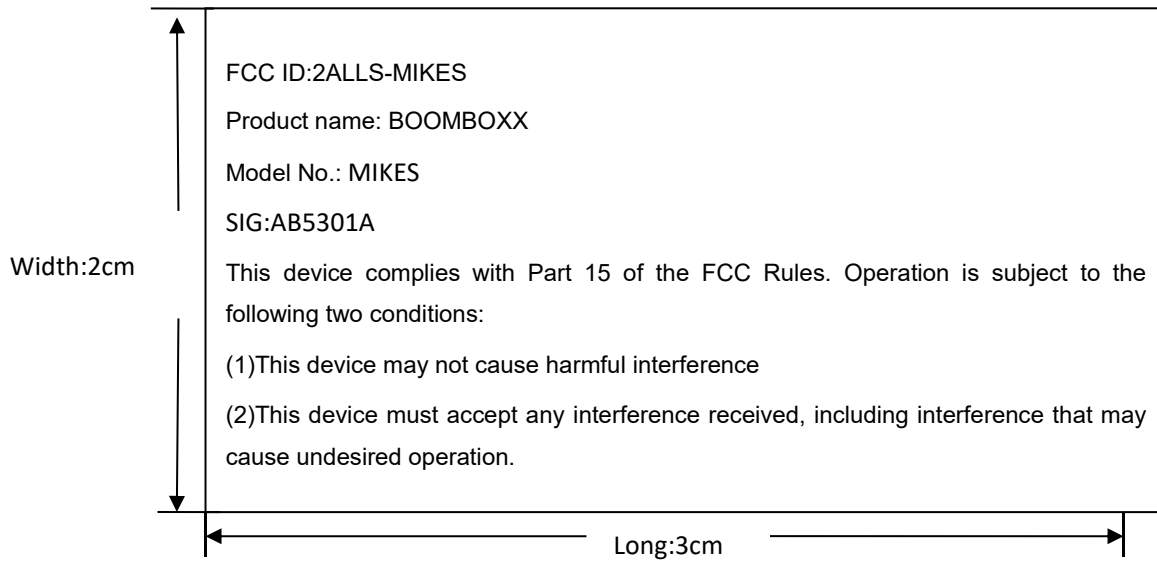 FCC ID:2ALLS-MIKES
Product name: BOOMBOXX
Model No.: MIKES
SIG:AB5301A
Width:2cm
This device complies with Part 15 of the FCC Rules. Operation is subject to the
following two conditions:
(1)This device may not cause harmful interference
(2)This device must accept any interference received, including interference that may
cause undesired operation.
Long:3cm